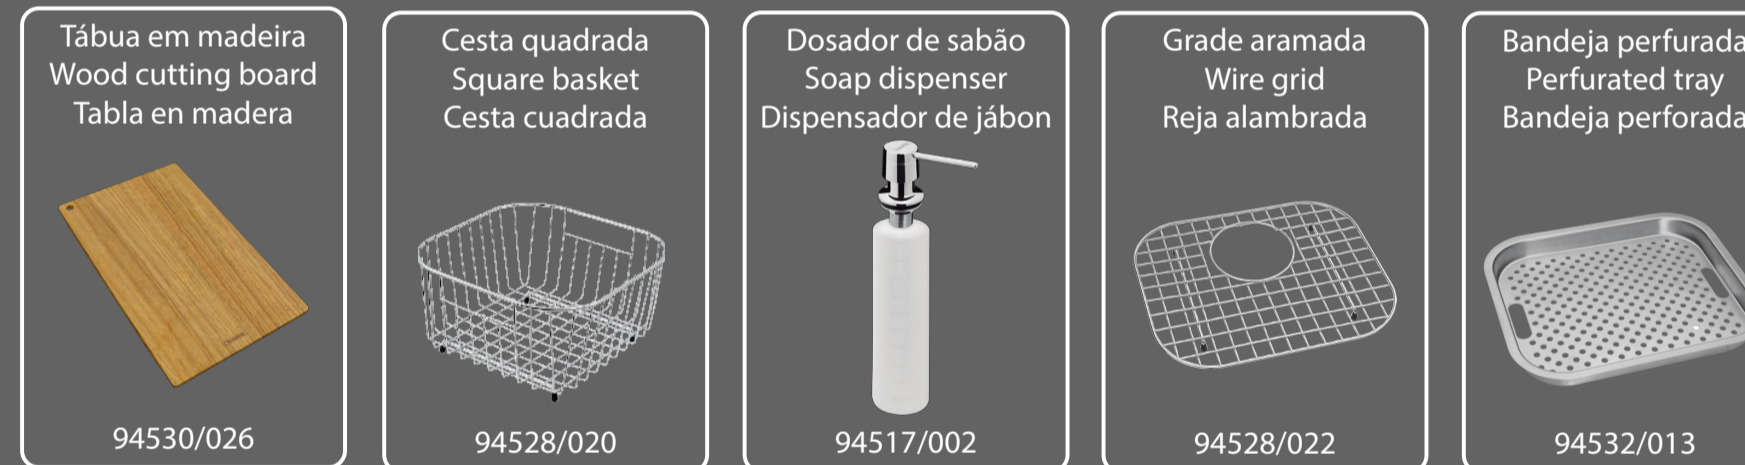 Tábua em madeira
Wood cutting board
Tabla en madera
94530/026
Cesta quadrada
Square basket
Cesta cuadrada
94528/020
Dosador de sabão
Soap dispenser
Dispensador de jábon
94517/002
Grade aramada
Wire grid
Reja alambrada
94528/022
Bandeja perfurada
Perfurated tray
Bandeja perforada
94532/013